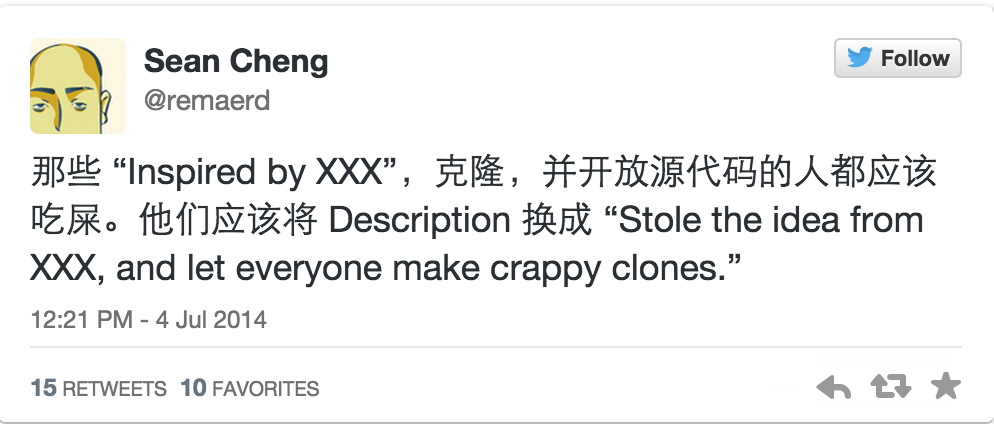 Sean Cheng
Follow
@remaerd
那些 “Inspired by XXX”，克隆，并开放源代码的人都应该
吃屎。他们应该将 Description 换成 “Stole the idea from
XXX, and let everyone make crappy clones.”
12:21 PM - 4 Jul 2014
15 RETWEETS 10 FAVORITES